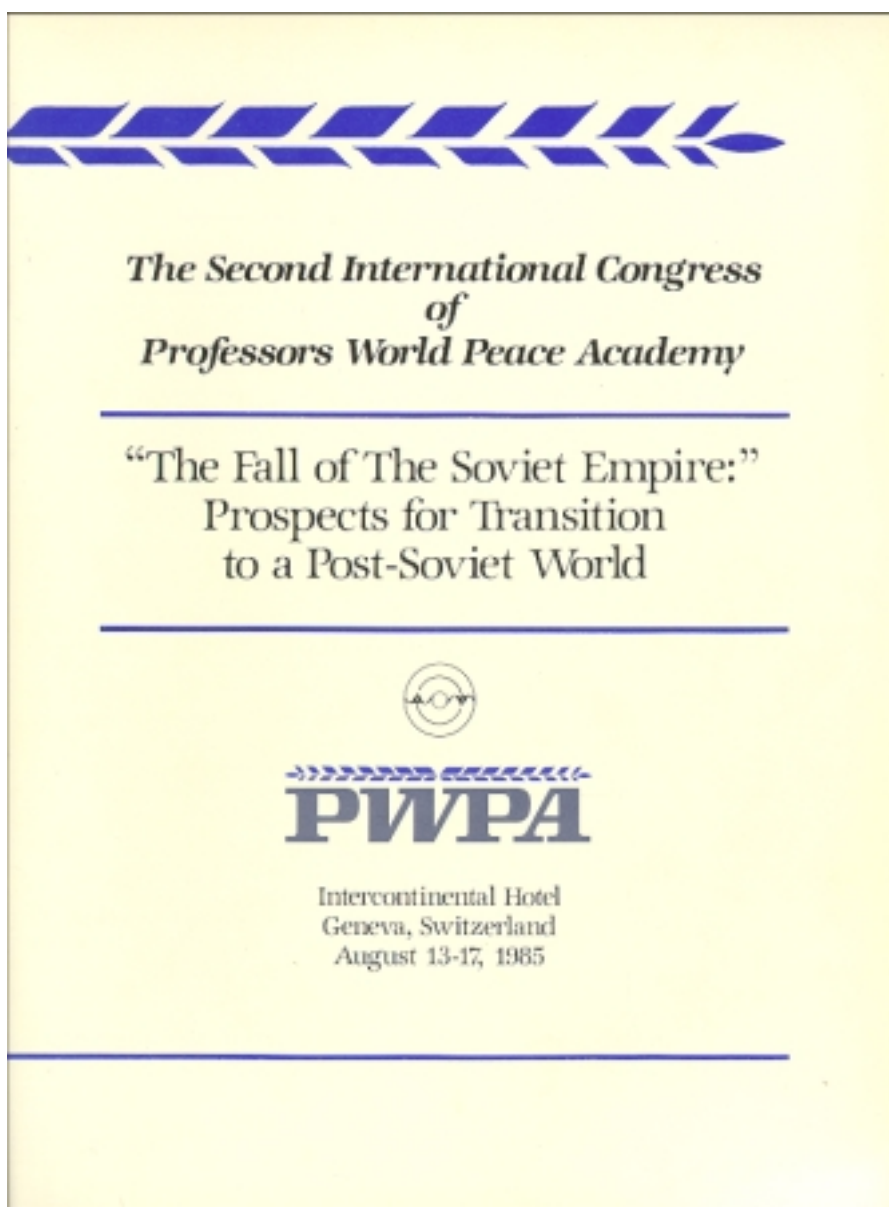 The Second International Congress
of
Professors World Peace Academy
“The Fall of The Soviet Empire:”
Prospects for Transition
to a Post-Soviet World
PWPA
Intercontinental Hotel
Geneva, Switzerland
August 13-17, 1985